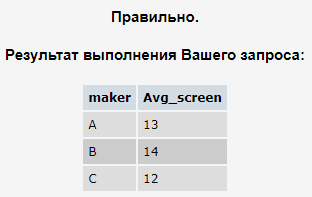 Правильно.
Результат выполнения Вашего запроса:
maker Avg_screen
A 13
B 14
C 12